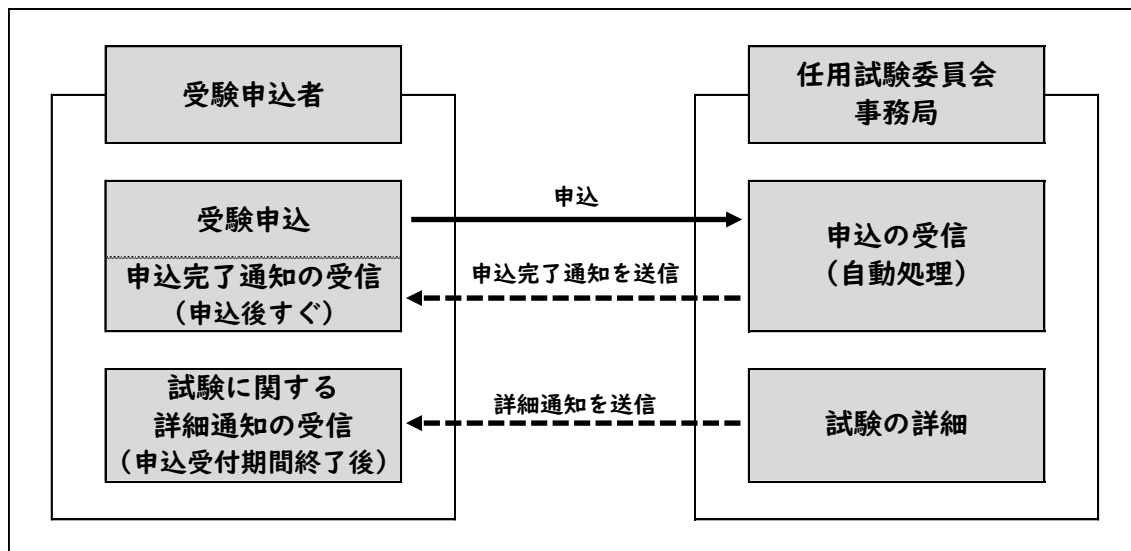 受験申込者
任用試験委員会
事務局
受験申込
申込
申込の受信
（自動処理）
申込完了通知の受信
（申込後すぐ）
申込完了通知を送信
試験に関する
詳細通知の受信
（申込受付期間終了後）
詳細通知を送信
試験の詳細